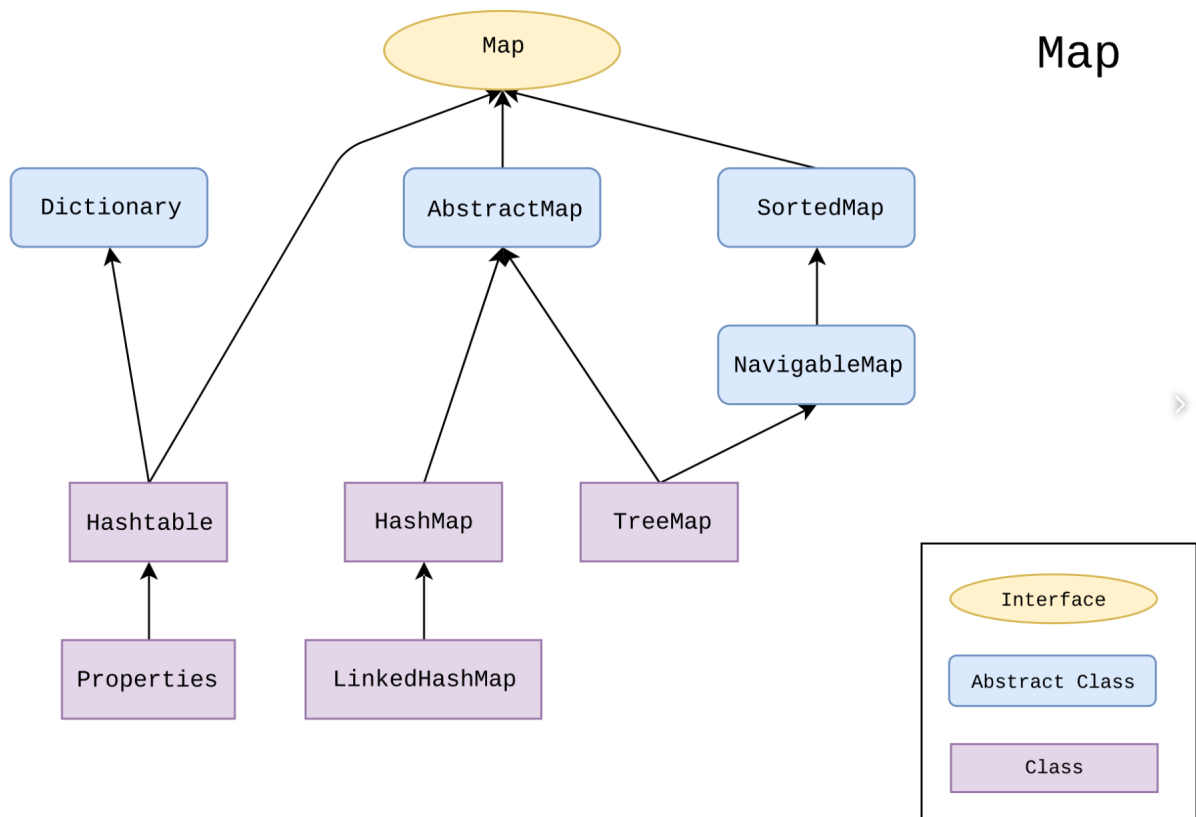 Map
Map
Dictionary
AbstractMap
SortedMap
NavigableMap
Hashtable
HashMap
TreeMap
Properties
LinkedHashMap
Interface
Abstract Class
Class